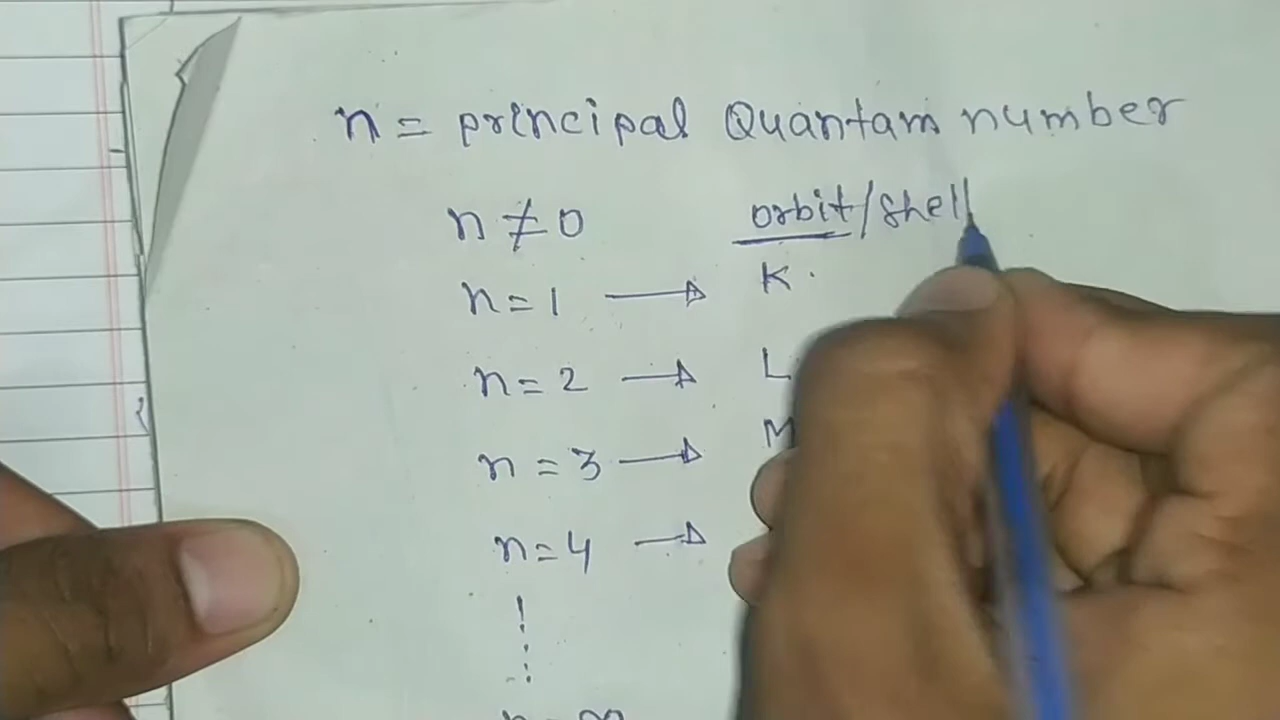 n = principal Quantam number
n ≠ 0 orbit/shell
n = 1 → K
n = 2 → L
n = 3 → M
n = 4 →
n = ∞